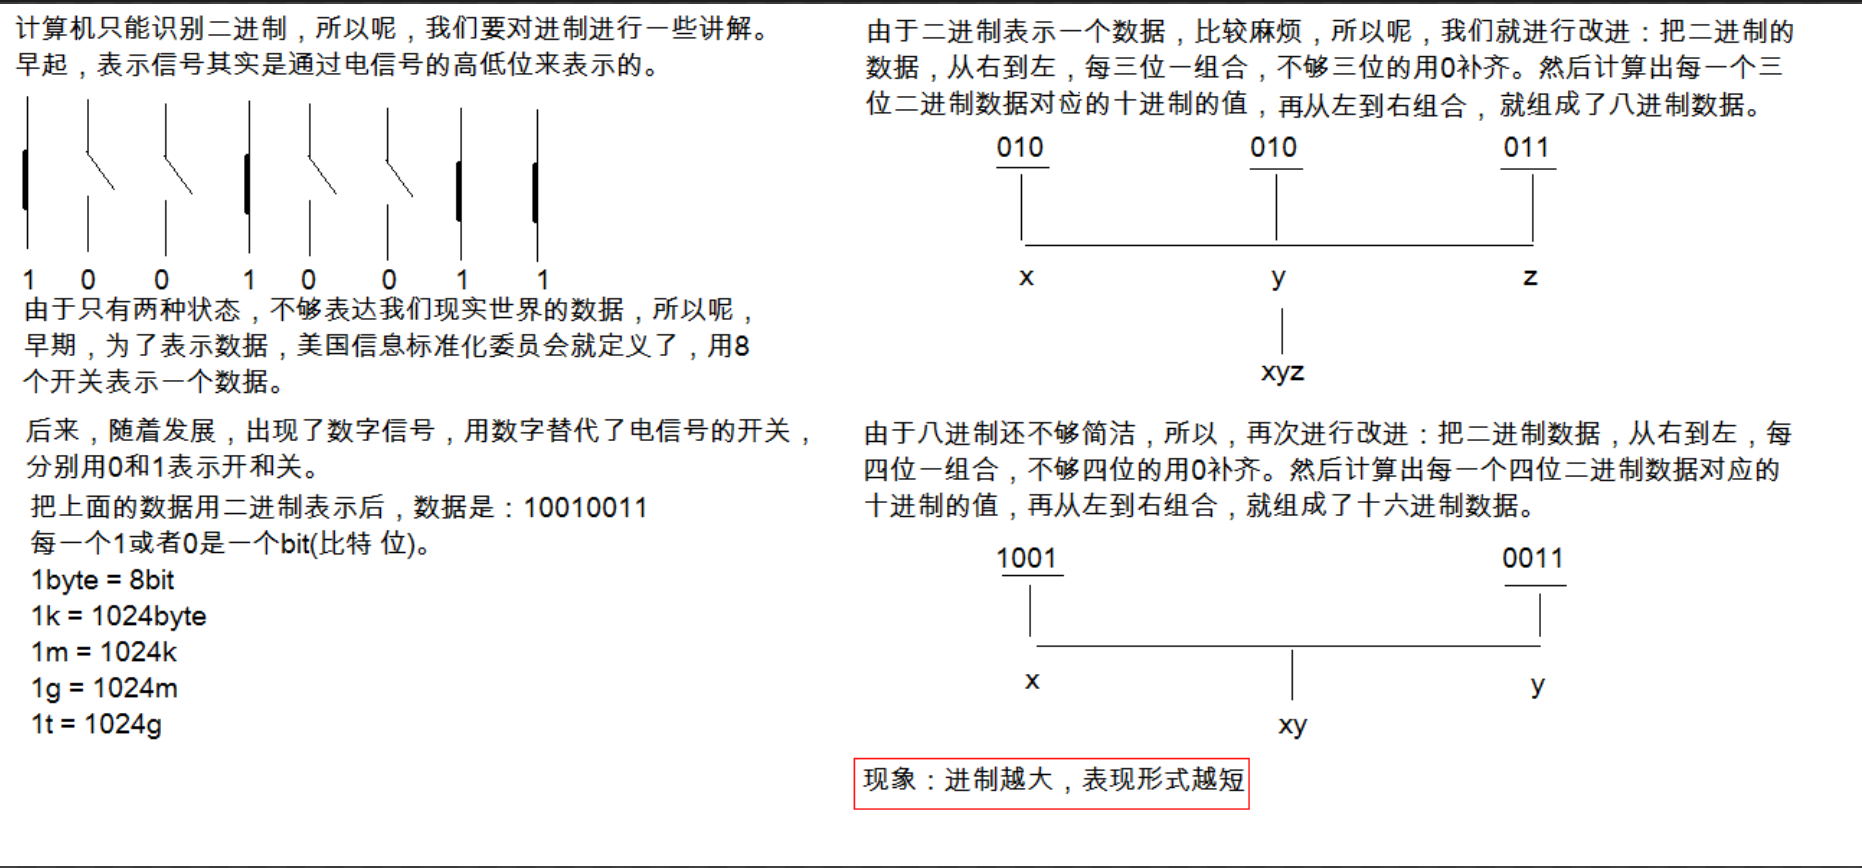 计算机只能识别二进制，所以呢，我们要对进制进行一些讲解。
早起，表示信号其实是通过电信号的高低位来表示的。
1 0 0 1 0 0 1 1
由于只有两种状态，不够表达我们现实世界的数据，所以呢，
早期，为了表示数据，美国信息标准化委员会就定义了，用8
个开关表示一个数据。
后来，随着发展，出现了数字信号，用数字替代了电信号的开关，
分别用0和1表示开和关。
把上面的数据用二进制表示后，数据是：10010011
每一个1或者0是一个bit(比特 位)。
1byte = 8bit
1k = 1024byte
1m = 1024k
1g = 1024m
1t = 1024g
由于二进制表示一个数据，比较麻烦，所以呢，我们就进行改进：把二进制的
数据，从右到左，每三位一组合，不够三位的用0补齐。然后计算出每一个三
位二进制数据对应的十进制的值，再从左到右组合，就组成了八进制数据。
010 010 011
x y z
xyz
由于八进制还不够简洁，所以，再次进行改进：把二进制数据，从右到左，每
四位一组合，不够四位的用0补齐。然后计算出每一个四位二进制数据对应的
十进制的值，再从左到右组合，就组成了十六进制数据。
1001 0011
x y
xy
现象：进制越大，表现形式越短